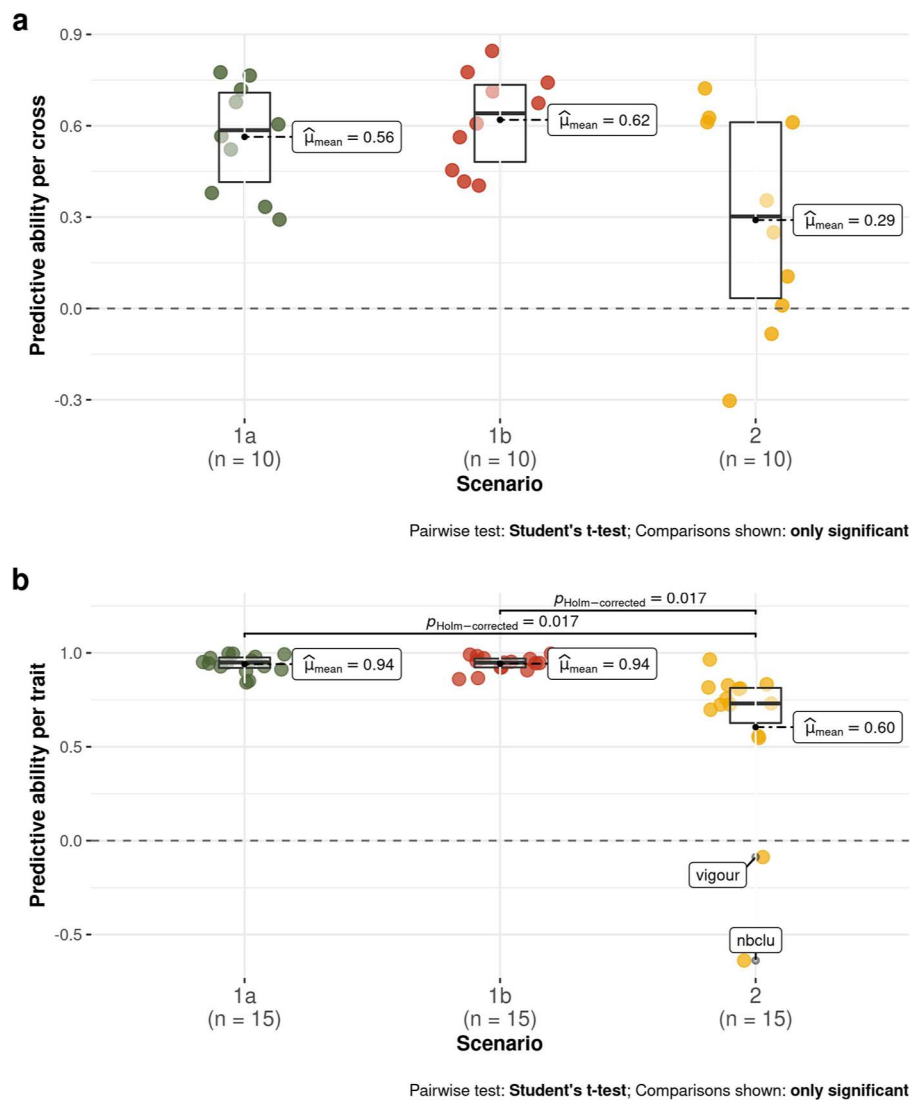 a
Predictive ability per cross
0.9
0.6
0.3
0.0
-0.3
μ̂mean = 0.56
μ̂mean = 0.62
μ̂mean = 0.29
1a
(n = 10)
1b
(n = 10)
2
(n = 10)
Scenario
Pairwise test: Student's t-test; Comparisons shown: only significant
b
Predictive ability per trait
1.0
0.5
0.0
-0.5
pHolm−corrected = 0.017
pHolm−corrected = 0.017
μ̂mean = 0.94
μ̂mean = 0.94
μ̂mean = 0.60
vigour
nbclu
1a
(n = 15)
1b
(n = 15)
2
(n = 15)
Scenario
Pairwise test: Student's t-test; Comparisons shown: only significant